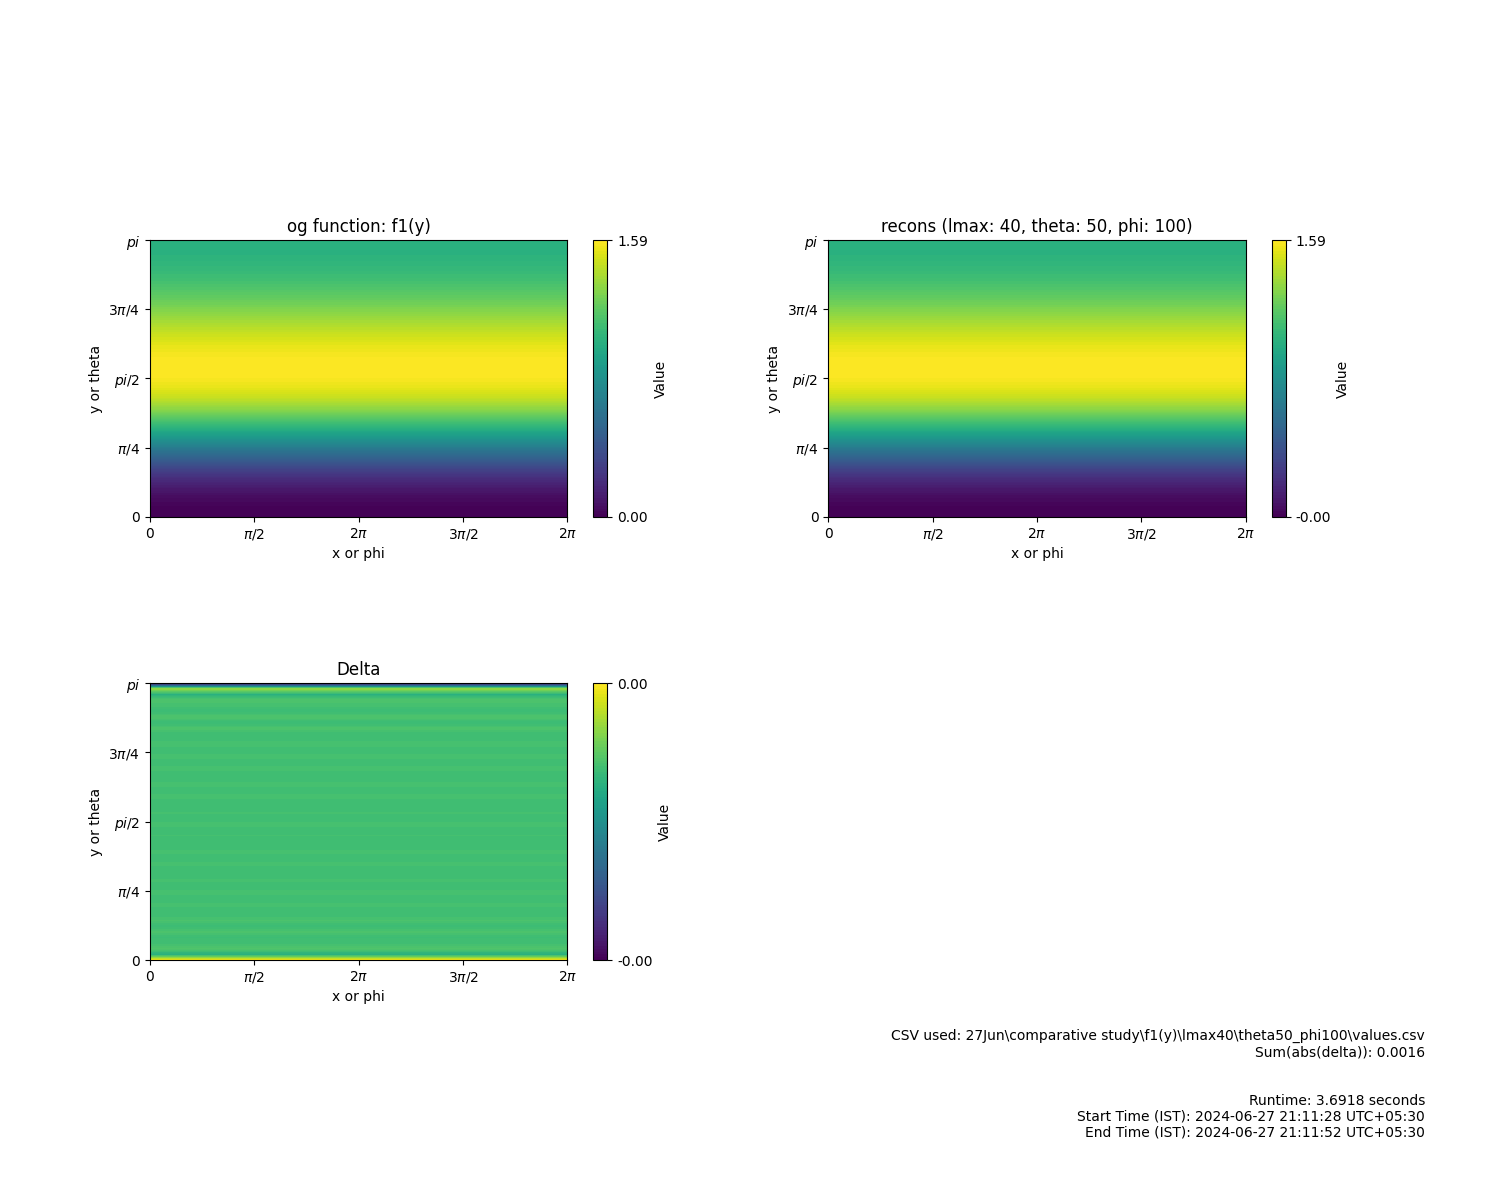 og function: f1(y)
pi
3π/4
pi/2
π/4
0
y or theta
0
π/2
2π
3π/2
2π
x or phi
1.59
0.00
Value
recons (lmax: 40, theta: 50, phi: 100)
pi
3π/4
pi/2
π/4
0
y or theta
0
π/2
2π
3π/2
2π
x or phi
1.59
-0.00
Value
Delta
pi
3π/4
pi/2
π/4
0
y or theta
0
π/2
2π
3π/2
2π
x or phi
0.00
-0.00
Value
CSV used: 27Jun\comparative study\f1(y)\lmax40\theta50_phi100\values.csv
Sum(abs(delta)): 0.0016
Runtime: 3.6918 seconds
Start Time (IST): 2024-06-27 21:11:28 UTC+05:30
End Time (IST): 2024-06-27 21:11:52 UTC+05:30